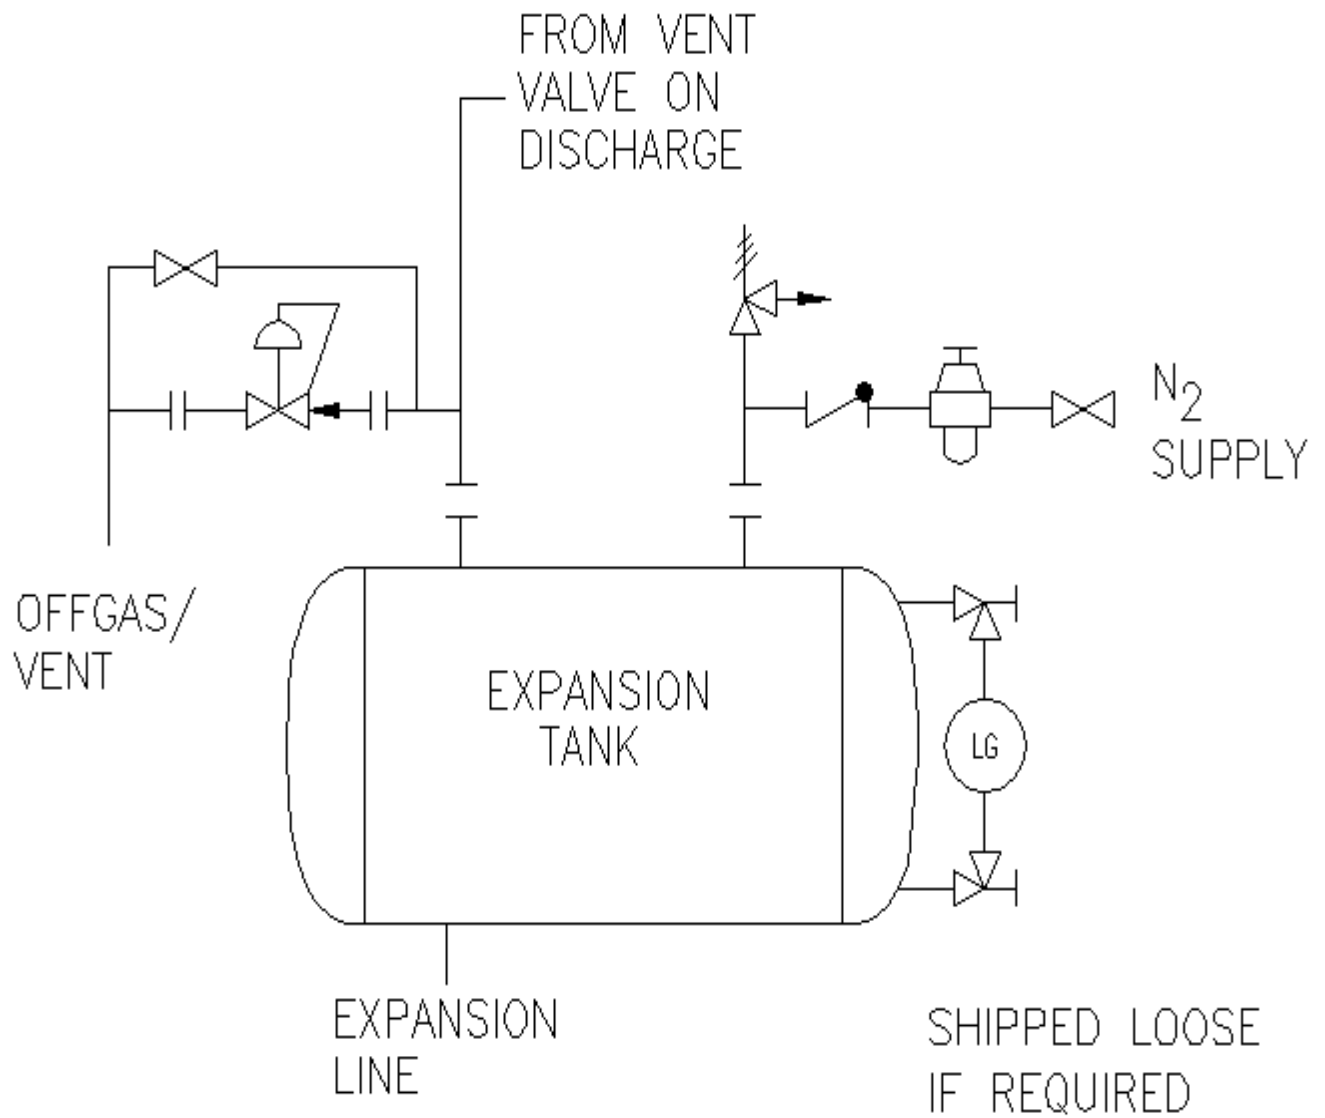 FROM VENT
VALVE ON
DISCHARGE
N2
SUPPLY
OFFGAS/
VENT
EXPANSION
TANK
LG
EXPANSION
LINE
SHIPPED LOOSE
IF REQUIRED